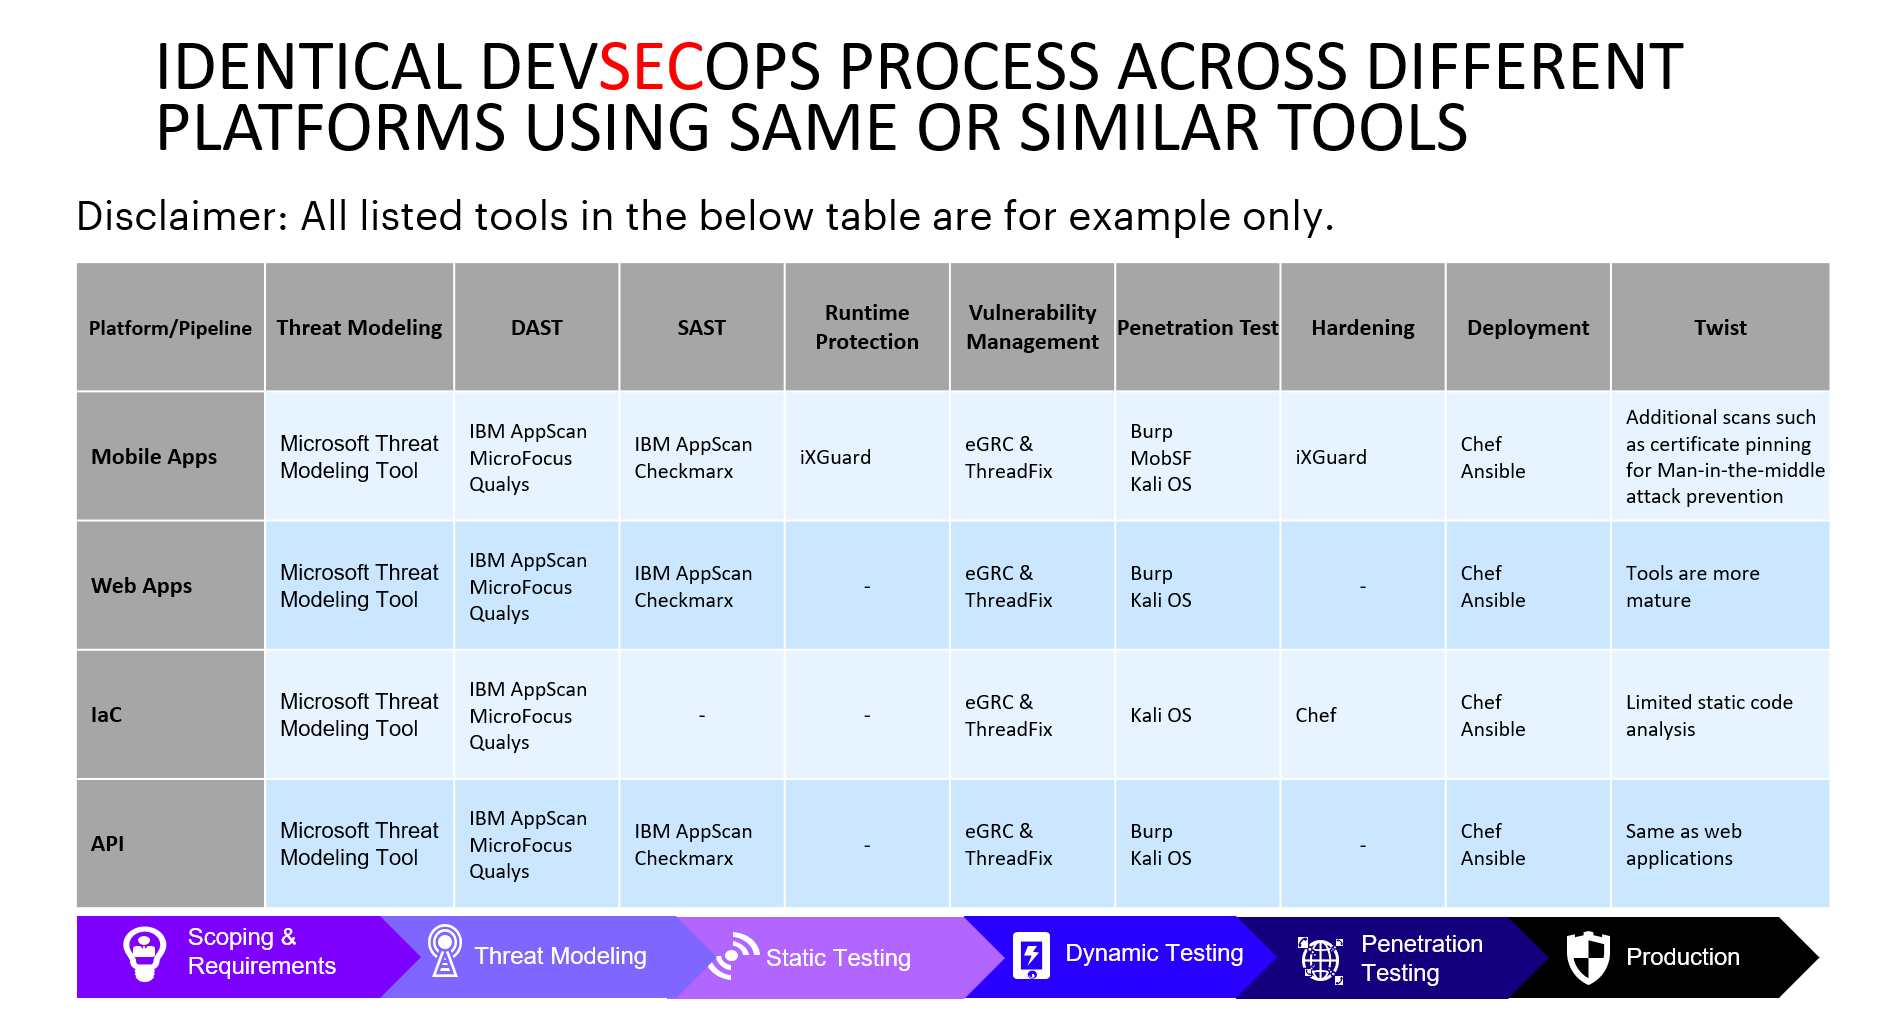 IDENTICAL DEVSECOPS PROCESS ACROSS DIFFERENT
PLATFORMS USING SAME OR SIMILAR TOOLS
Disclaimer: All listed tools in the below table are for example only.
Platform/Pipeline
Threat Modeling
DAST
SAST
Runtime
Protection
Vulnerability
Management
Penetration Test
Hardening
Deployment
Twist
Mobile Apps
Microsoft Threat
Modeling Tool
IBM AppScan
MicroFocus
Qualys
IBM AppScan
Checkmarx
iXGuard
eGRC &
ThreadFix
Burp
MobSF
Kali OS
iXGuard
Chef
Ansible
Additional scans such
as certificate pinning
for Man-in-the-middle
attack prevention
Web Apps
Microsoft Threat
Modeling Tool
IBM AppScan
MicroFocus
Qualys
IBM AppScan
Checkmarx
-
eGRC &
ThreadFix
Burp
Kali OS
-
Chef
Ansible
Tools are more
mature
IaC
Microsoft Threat
Modeling Tool
IBM AppScan
MicroFocus
Qualys
-
-
eGRC &
ThreadFix
Kali OS
Chef
Chef
Ansible
Limited static code
analysis
API
Microsoft Threat
Modeling Tool
IBM AppScan
MicroFocus
Qualys
IBM AppScan
Checkmarx
-
eGRC &
ThreadFix
Burp
Kali OS
-
Chef
Ansible
Same as web
applications
Scoping &
Requirements
Threat Modeling
Static Testing
Dynamic Testing
Penetration
Testing
Production